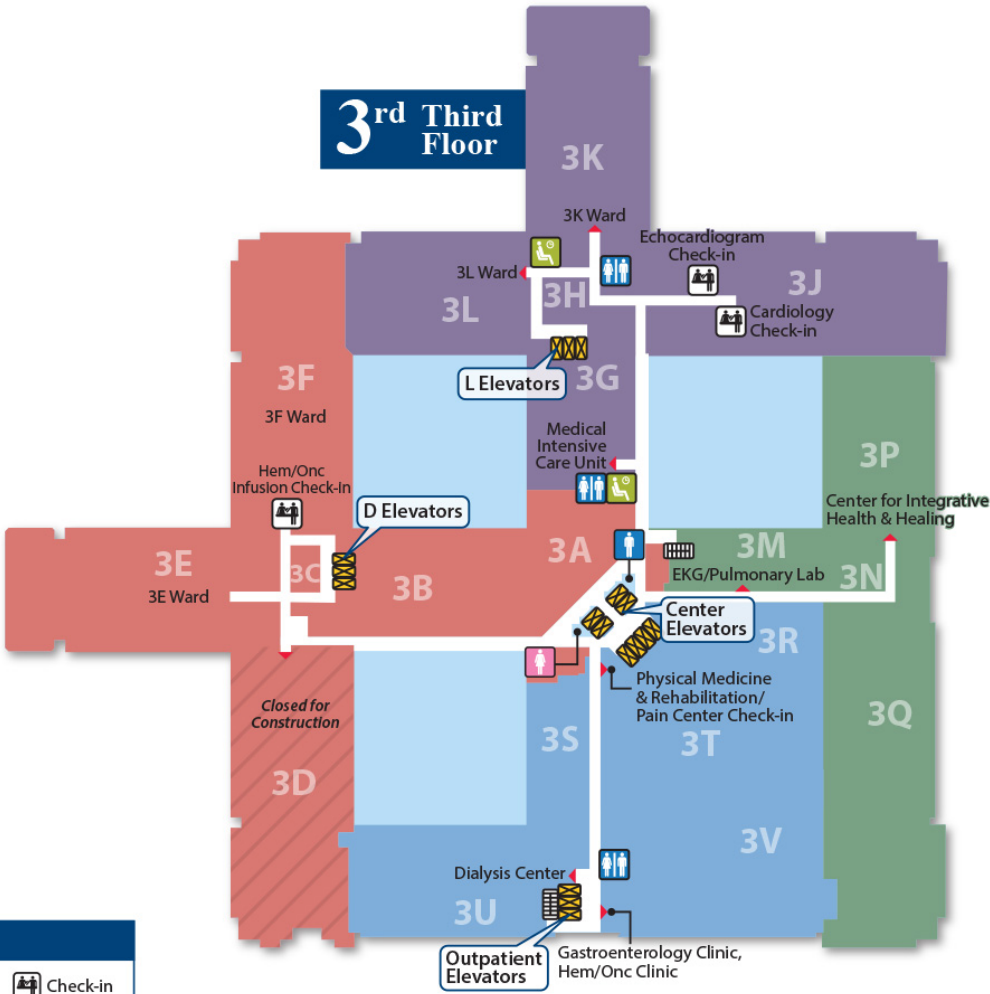 3rd Third
Floor
3K
3K Ward
Echocardiogram
Check-in
3L Ward
3H
3J
3L
Cardiology
Check-in
L Elevators
3G
3F
3F Ward
Medical
Intensive
Care Unit
3P
Hem/Onc
Infusion Check-in
Center for Integrative
Health & Healing
D Elevators
3A
3M
3E
3C
3B
EKG/Pulmonary Lab
3N
3E Ward
Center
Elevators
3R
Physical Medicine
& Rehabilitation/
Pain Center Check-in
Closed for
Construction
3Q
3S
3T
3D
3V
Dialysis Center
3U
Outpatient
Elevators
Gastroenterology Clinic,
Hem/Onc Clinic
Check-in